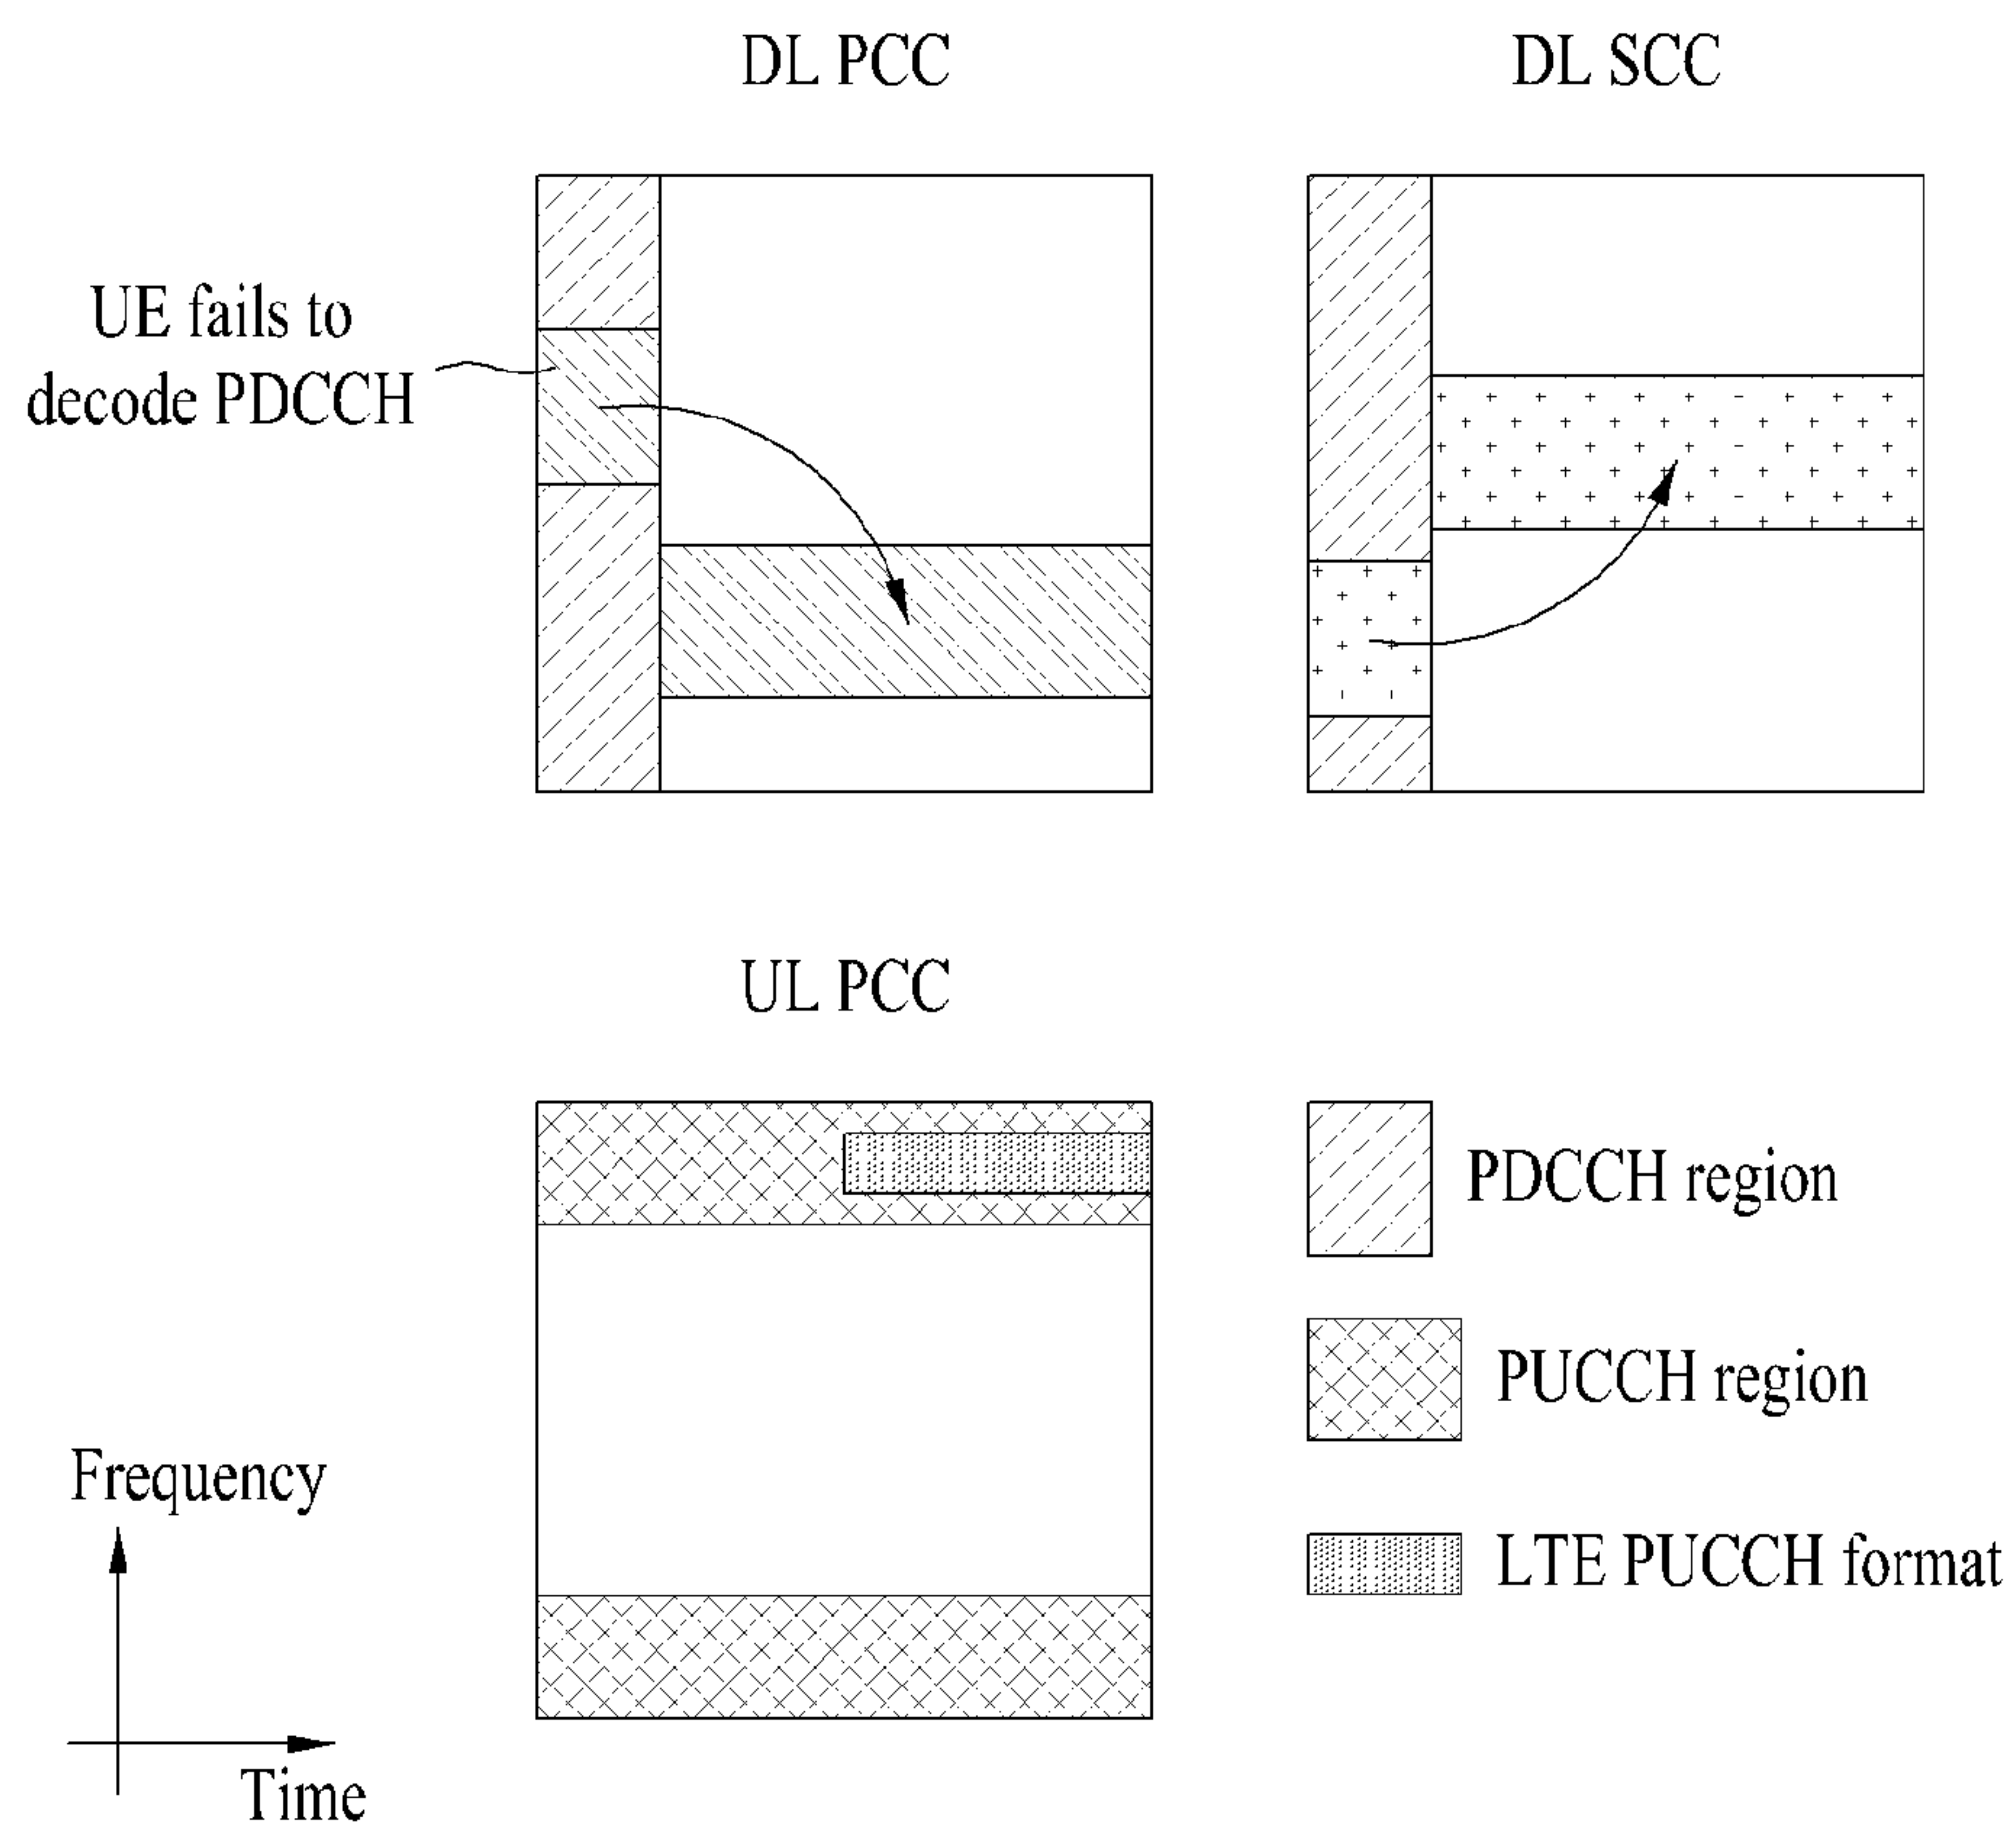 DL PCC
DL SCC
UE fails to
decode PDCCH
UL PCC
PDCCH region
PUCCH region
LTE PUCCH format
Frequency
Time